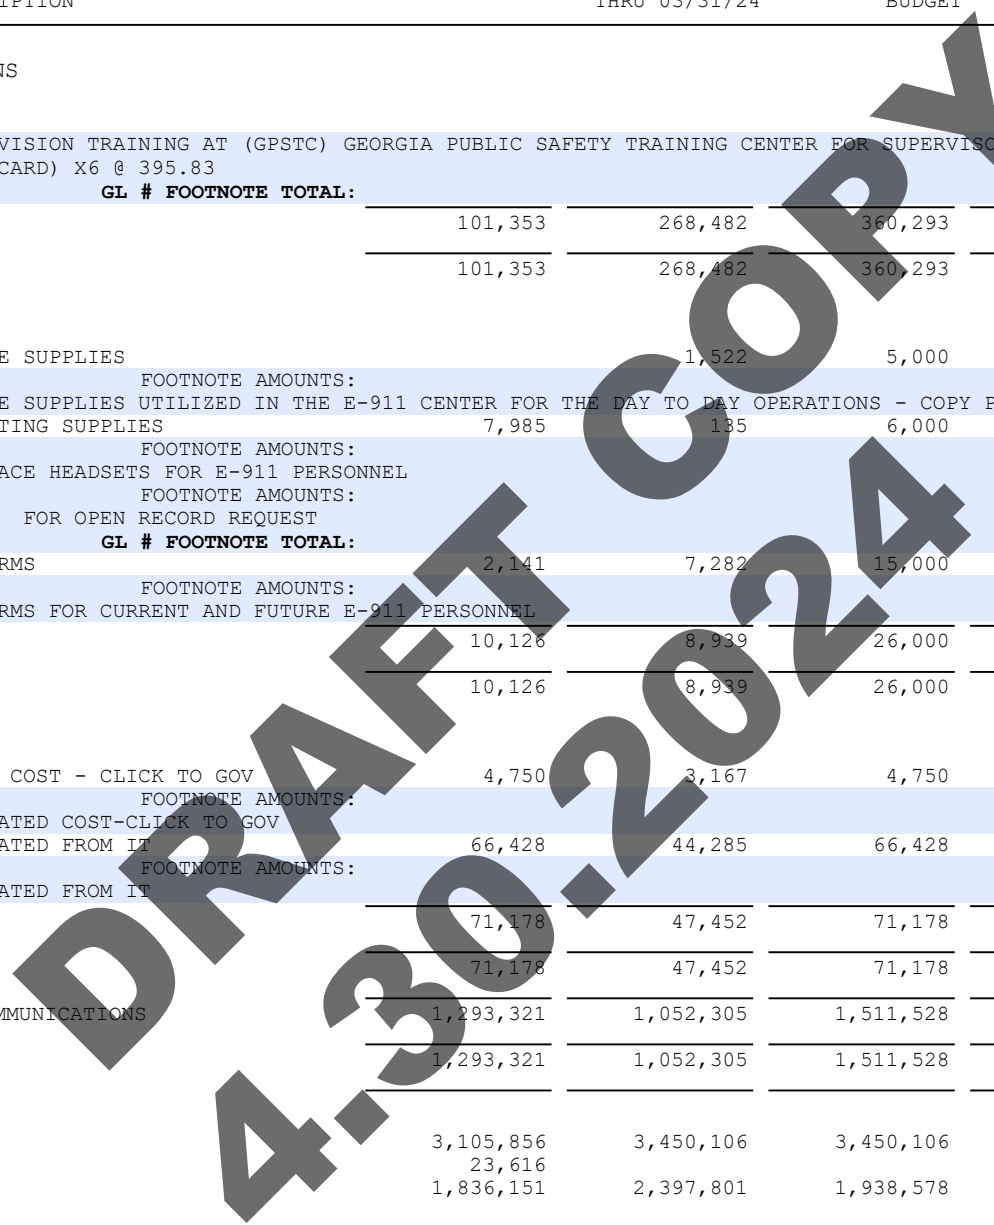 IPTION THRU 03/31/24 BUDGET
NS
VISION TRAINING AT (GPSTC) GEORGIA PUBLIC SAFETY TRAINING CENTER FOR SUPERVISO
CARD) X6 @ 395.83
GL # FOOTNOTE TOTAL:
101,353 268,482 360,293
101,353 268,482 360,293
E SUPPLIES 1,522 5,000
FOOTNOTE AMOUNTS:
E SUPPLIES UTILIZED IN THE E-911 CENTER FOR THE DAY TO DAY OPERATIONS - COPY P
TING SUPPLIES 7,985 135 6,000
FOOTNOTE AMOUNTS:
ACE HEADSETS FOR E-911 PERSONNEL
FOOTNOTE AMOUNTS:
FOR OPEN RECORD REQUEST
GL # FOOTNOTE TOTAL:
RMS 2,141 7,282 15,000
FOOTNOTE AMOUNTS:
RMS FOR CURRENT AND FUTURE E-911 PERSONNEL
10,126 8,939 26,000
10,126 8,939 26,000
COST - CLICK TO GOV 4,750 3,167 4,750
FOOTNOTE AMOUNTS:
ATED COST-CLICK TO GOV
ATED FROM IT 66,428 44,285 66,428
FOOTNOTE AMOUNTS:
ATED FROM IT
71,178 47,452 71,178
71,178 47,452 71,178
MMUNICATIONS 1,293,321 1,052,305 1,511,528
1,293,321 1,052,305 1,511,528
3,105,856 3,450,106 3,450,106
23,616
1,836,151 2,397,801 1,938,578
DRAFT COPY
4.30.2024